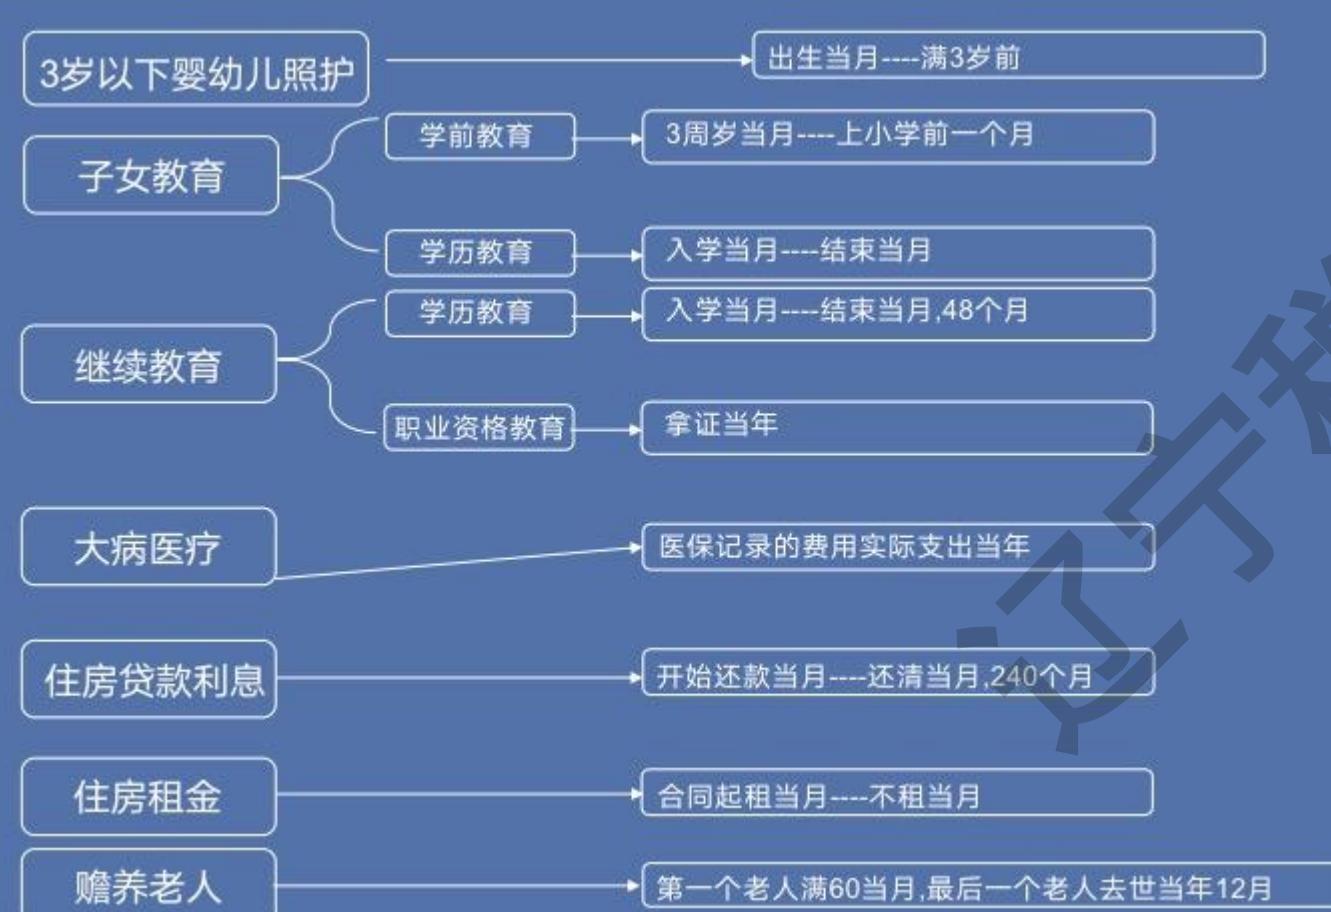 3岁以下婴幼儿照护
出生当月----满3岁前
子女教育
学前教育
3周岁当月----上小学前一个月
学历教育
入学当月----结束当月
继续教育
学历教育
入学当月----结束当月,48个月
职业资格教育
拿证当年
大病医疗
医保记录的费用实际支出当年
住房贷款利息
开始还款当月----还清当月,240个月
住房租金
合同起租当月----不租当月
赡养老人
第一个老人满60当月,最后一个老人去世当年12月
辽宁